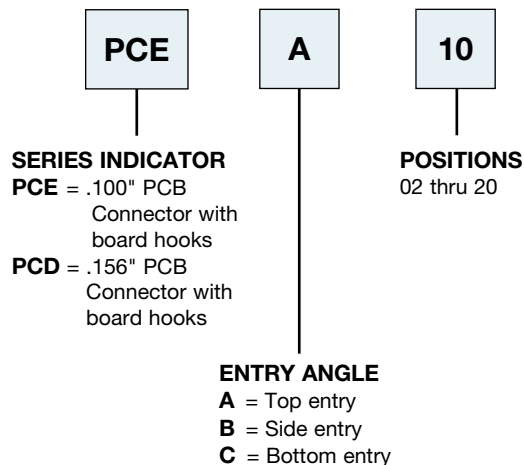 PCE A 10
SERIES INDICATOR
PCE = .100" PCB
Connector with
board hooks
PCD = .156" PCB
Connector with
board hooks
POSITIONS
02 thru 20
ENTRY ANGLE
A = Top entry
B = Side entry
C = Bottom entry